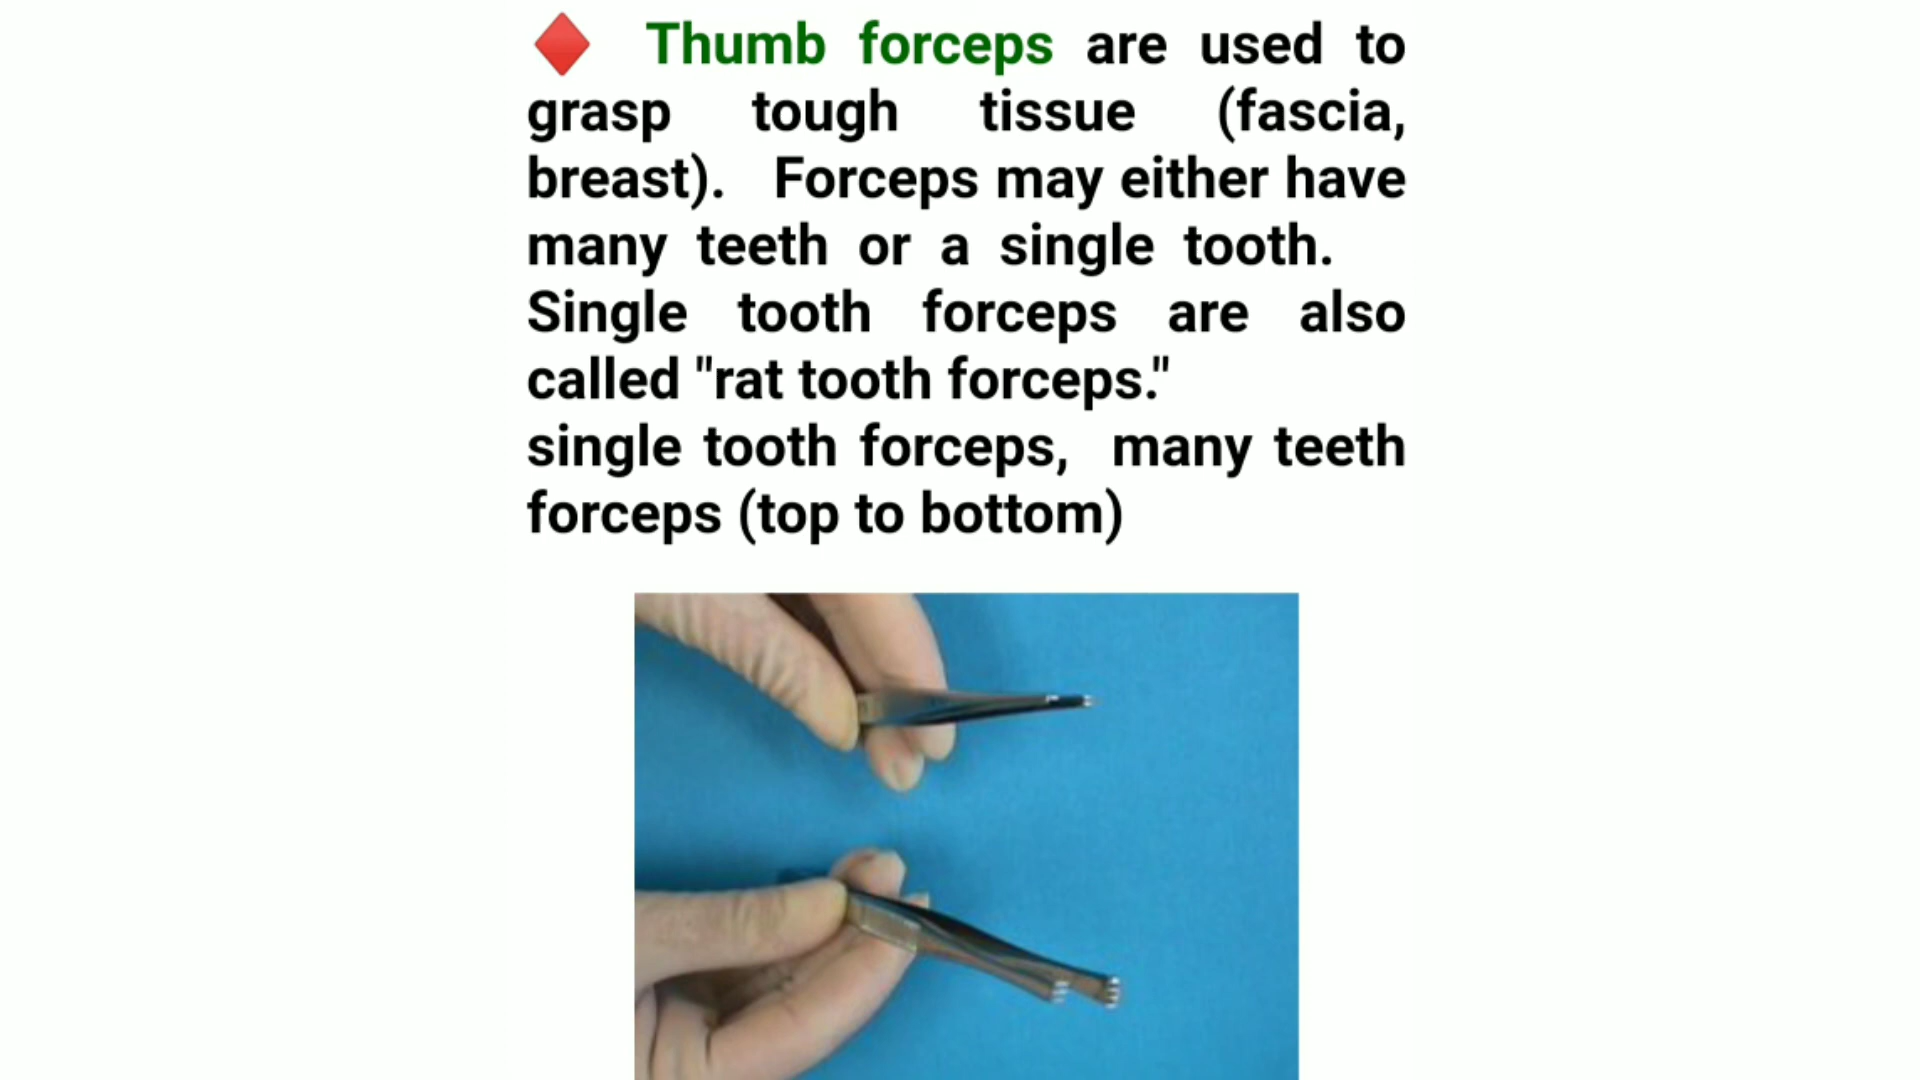 ♦ Thumb forceps are used to
grasp tough tissue (fascia,
breast). Forceps may either have
many teeth or a single tooth.
Single tooth forceps are also
called "rat tooth forceps."
single tooth forceps, many teeth
forceps (top to bottom)